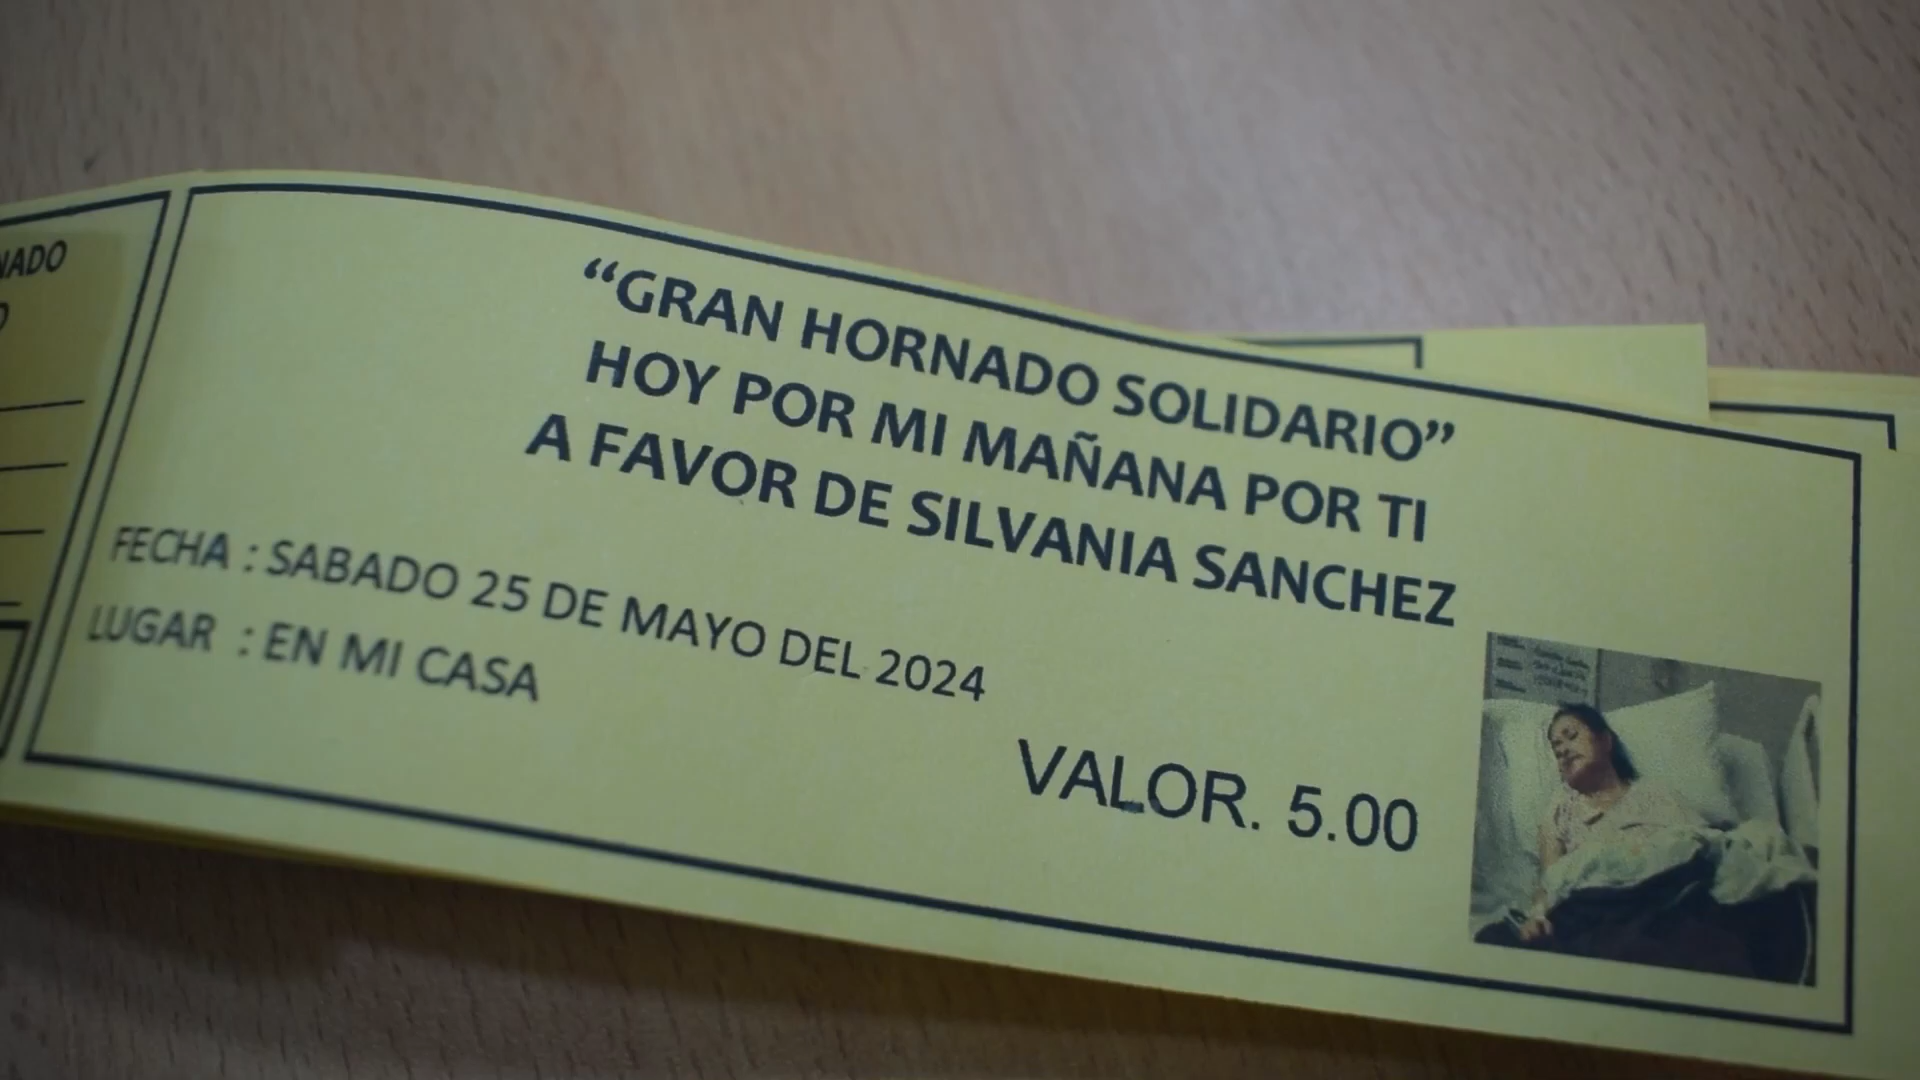 “GRAN HORNADO SOLIDARIO”
HOY POR MI MAÑANA POR TI
A FAVOR DE SILVANIA SANCHEZ
FECHA : SABADO 25 DE MAYO DEL 2024
LUGAR : EN MI CASA
VALOR. 5.00